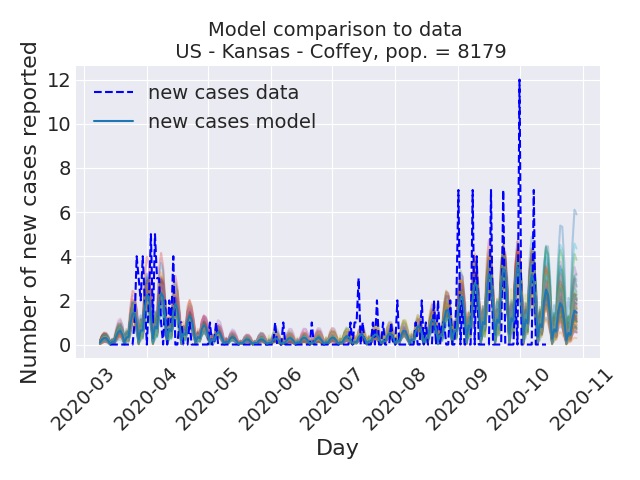 Model comparison to data
US - Kansas - Coffey, pop. = 8179
Number of new cases reported
12
10
8
6
4
2
0
new cases data
new cases model
2020-03
2020-04
2020-05
2020-06
2020-07
2020-08
2020-09
2020-10
2020-11
Day